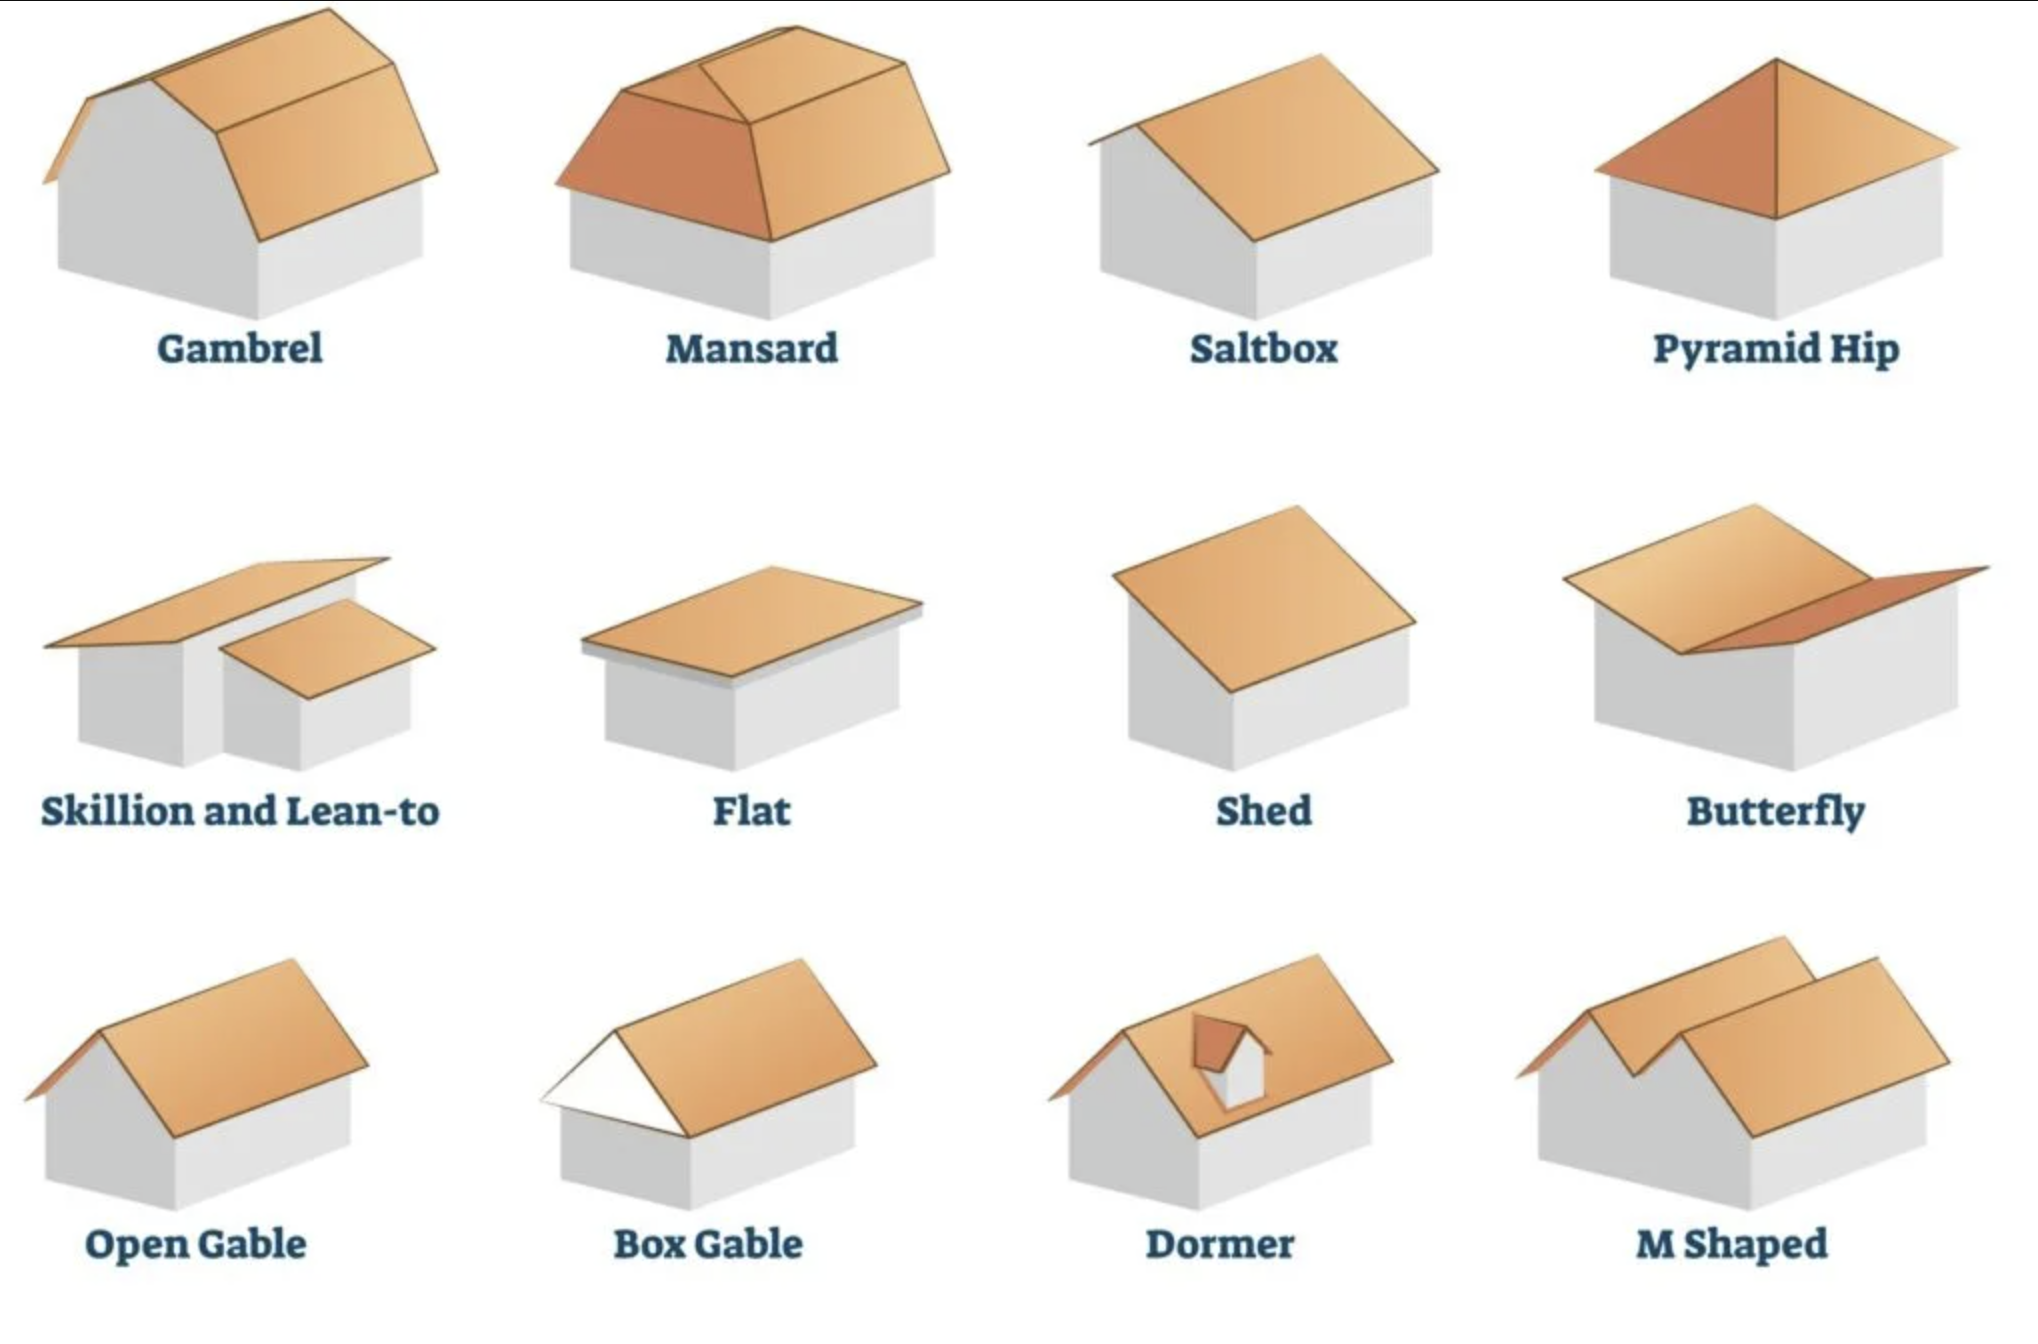 Gambrel
Mansard
Saltbox
Pyramid Hip
Skillion and Lean-to
Flat
Shed
Butterfly
Open Gable
Box Gable
Dormer
M Shaped